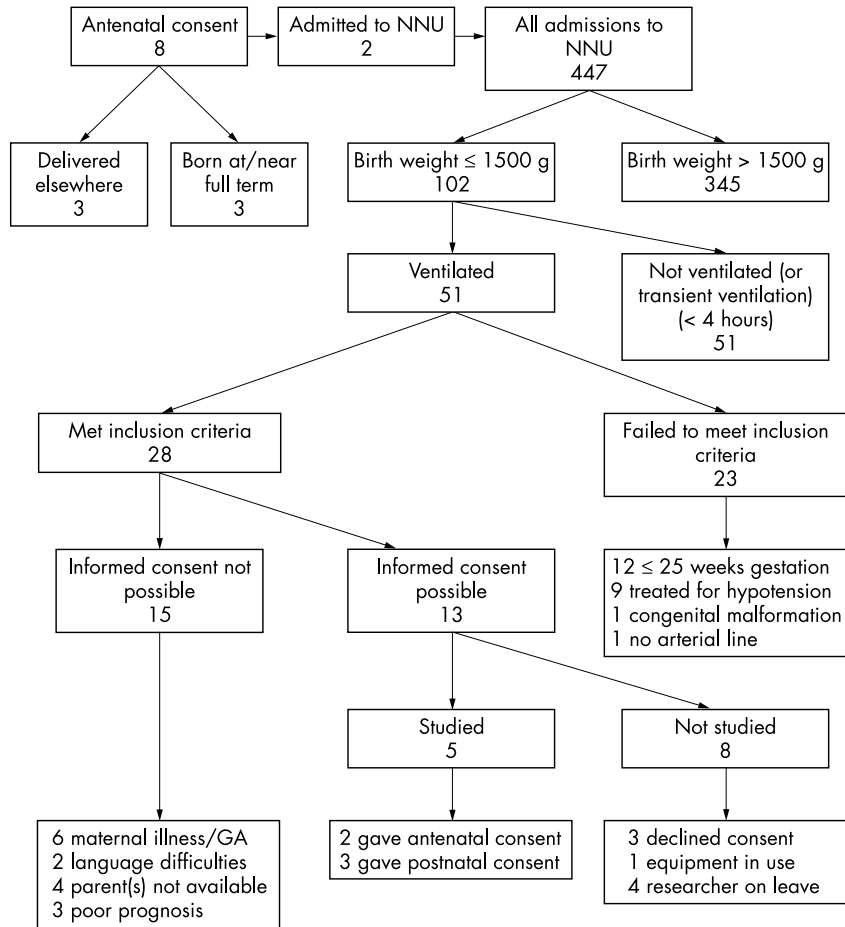 Antenatal consent
8
Admitted to NNU
2
All admissions to
NNU
447
Delivered
elsewhere
3
Born at/near
full term
3
Birth weight ≤ 1500 g
102
Birth weight > 1500 g
345
Ventilated
51
Not ventilated (or
transient ventilation)
(< 4 hours)
51
Met inclusion criteria
28
Failed to meet inclusion
criteria
23
Informed consent not
possible
15
Informed consent
possible
13
12 ≤ 25 weeks gestation
9 treated for hypotension
1 congenital malformation
1 no arterial line
Studied
5
Not studied
8
6 maternal illness/GA
2 language difficulties
4 parent(s) not available
3 poor prognosis
2 gave antenatal consent
3 gave postnatal consent
3 declined consent
1 equipment in use
4 researcher on leave